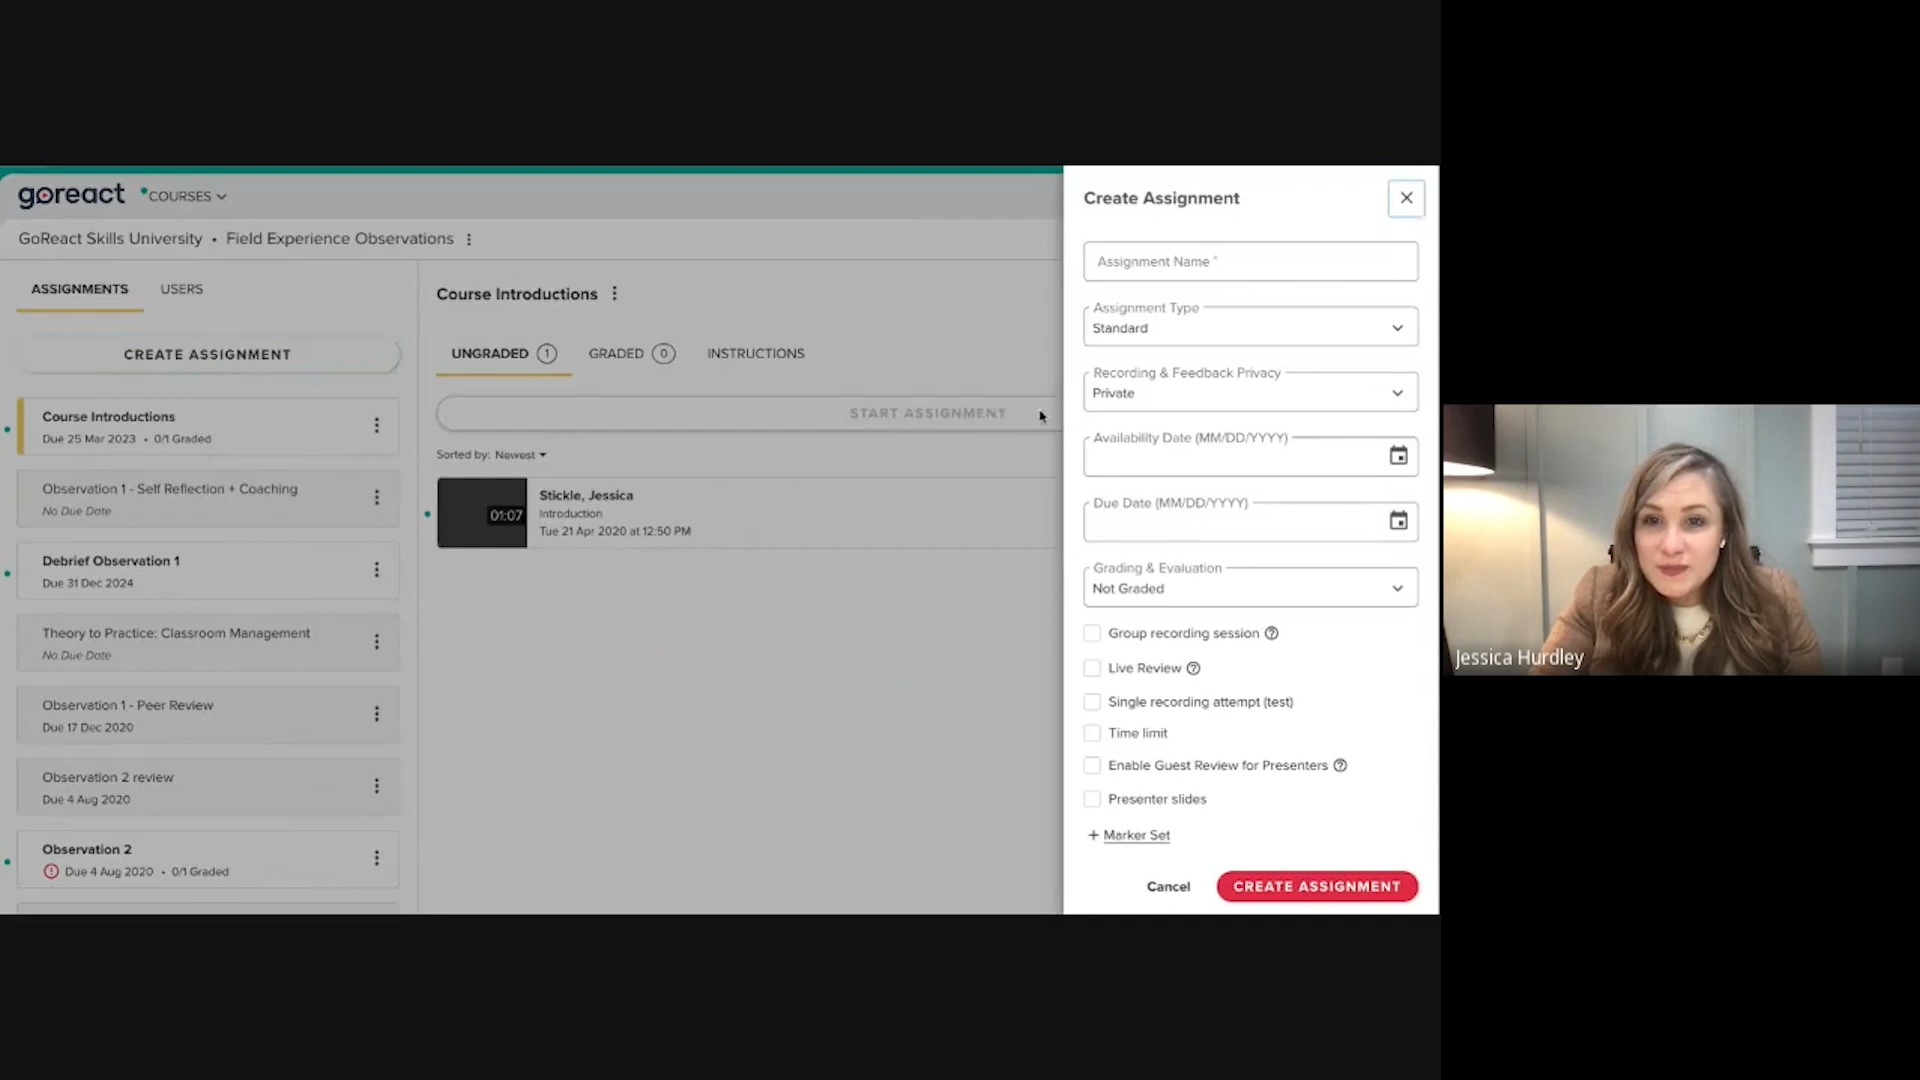 goreact
COURSES
GoReact Skills University • Field Experience Observations
ASSIGNMENTS USERS
CREATE ASSIGNMENT
Course Introductions
Due 25 Mar 2023 • 0/1 Graded
Observation 1 - Self Reflection + Coaching
No Due Date
Debrief Observation 1
Due 31 Dec 2024
Theory to Practice: Classroom Management
No Due Date
Observation 1 - Peer Review
Due 17 Dec 2020
Observation 2 review
Due 4 Aug 2020
Observation 2
Due 4 Aug 2020 • 0/1 Graded
Course Introductions
UNGRADED 1 GRADED 0 INSTRUCTIONS
START ASSIGNMENT
Sorted by: Newest
01:07
Stickle, Jessica
Introduction
Tue 21 Apr 2020 at 12:50 PM
Create Assignment
Assignment Name *
Assignment Type
Standard
Recording & Feedback Privacy
Private
Availability Date (MM/DD/YYYY)
Due Date (MM/DD/YYYY)
Grading & Evaluation
Not Graded
Group recording session
Live Review
Single recording attempt (test)
Time limit
Enable Guest Review for Presenters
Presenter slides
+ Marker Set
Cancel CREATE ASSIGNMENT
Jessica Hurdley